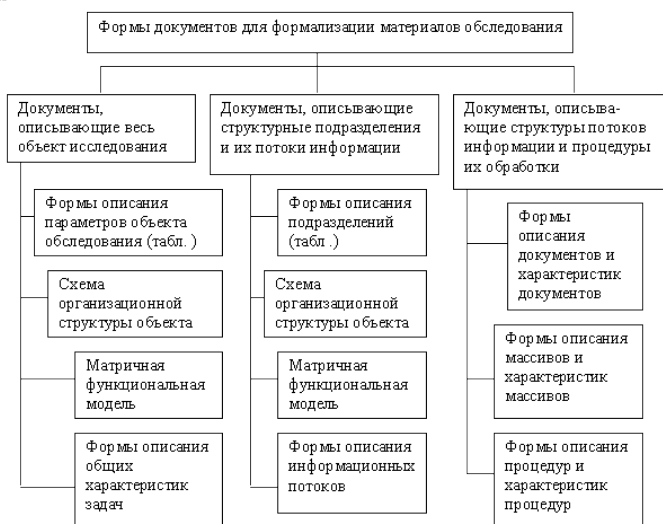 Формы документов для формализации материалов обследования
Документы,
описывающие весь
объект исследования
Формы описания
параметров объекта
обследования (табл. )
Схема
организационной
структуры объекта
Матричная
функциональная
модель
Формы описания
общих
характеристик
задач
Документы, описывающие
структурные подразделения
и их потоки информации
Формы описания
подразделений
(табл .)
Схема
организационной
структуры объекта
Матричная
функциональная
модель
Формы описания
информационных
потоков
Документы, описыва-
ющие структуры потоков
информации и процедуры
их обработки
Формы
описания
документов и
характеристик
документов
Формы описания
массивов и
характеристик
массивов
Формы описания
процедур и
характеристик
процедур